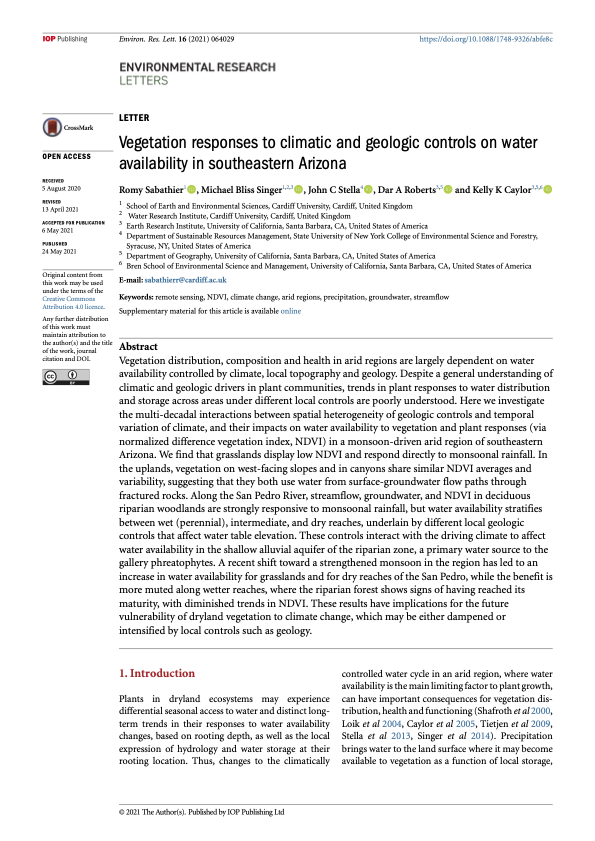 IOP Publishing
Environ. Res. Lett. 16 (2021) 064029
https://doi.org/10.1088/1748-9326/abfe8c
ENVIRONMENTAL RESEARCH
LETTERS
CrossMark
OPEN ACCESS
RECEIVED
5 August 2020
REVISED
13 April 2021
ACCEPTED FOR PUBLICATION
6 May 2021
PUBLISHED
24 May 2021
Original content from
this work may be used
under the terms of the
Creative Commons
Attribution 4.0 licence.
Any further distribution
of this work must
maintain attribution to
the author(s) and the title
of the work, journal
citation and DOI.
LETTER
Vegetation responses to climatic and geologic controls on water
availability in southeastern Arizona
Romy Sabathier1, Michael Bliss Singer1,2,3, John C Stella4, Dar A Roberts3,5 and Kelly K Caylor3,5,6
1 School of Earth and Environmental Sciences, Cardiff University, Cardiff, United Kingdom
2 Water Research Institute, Cardiff University, Cardiff, United Kingdom
3 Earth Research Institute, University of California, Santa Barbara, CA, United States of America
4 Department of Sustainable Resources Management, State University of New York College of Environmental Science and Forestry,
Syracuse, NY, United States of America
5 Department of Geography, University of California, Santa Barbara, CA, United States of America
6 Bren School of Environmental Science and Management, University of California, Santa Barbara, CA, United States of America
E-mail: sabathierr@cardiff.ac.uk
Keywords: remote sensing, NDVI, climate change, arid regions, precipitation, groundwater, streamflow
Supplementary material for this article is available online
Abstract
Vegetation distribution, composition and health in arid regions are largely dependent on water
availability controlled by climate, local topography and geology. Despite a general understanding of
climatic and geologic drivers in plant communities, trends in plant responses to water distribution
and storage across areas under different local controls are poorly understood. Here we investigate
the multi-decadal interactions between spatial heterogeneity of geologic controls and temporal
variation of climate, and their impacts on water availability to vegetation and plant responses (via
normalized difference vegetation index, NDVI) in a monsoon-driven arid region of southeastern
Arizona. We find that grasslands display low NDVI and respond directly to monsoonal rainfall. In
the uplands, vegetation on west-facing slopes and in canyons share similar NDVI averages and
variability, suggesting that they both use water from surface-groundwater flow paths through
fractured rocks. Along the San Pedro River, streamflow, groundwater, and NDVI in deciduous
riparian woodlands are strongly responsive to monsoonal rainfall, but water availability stratifies
between wet (perennial), intermediate, and dry reaches, underlain by different local geologic
controls that affect water table elevation. These controls interact with the driving climate to affect
water availability in the shallow alluvial aquifer of the riparian zone, a primary water source to the
gallery phreatophytes. A recent shift toward a strengthened monsoon in the region has led to an
increase in water availability for grasslands and for dry reaches of the San Pedro, while the benefit is
more muted along wetter reaches, where the riparian forest shows signs of having reached its
maturity, with diminished trends in NDVI. These results have implications for the future
vulnerability of dryland vegetation to climate change, which may be either dampened or
intensified by local controls such as geology.
1. Introduction
Plants in dryland ecosystems may experience
differential seasonal access to water and distinct long-
term trends in their responses to water availability
changes, based on rooting depth, as well as the local
expression of hydrology and water storage at their
rooting location. Thus, changes to the climatically
controlled water cycle in an arid region, where water
availability is the main limiting factor to plant growth,
can have important consequences for vegetation dis-
tribution, health and functioning (Shafroth et al 2000,
Loik et al 2004, Caylor et al 2005, Tietjen et al 2009,
Stella et al 2013, Singer et al 2014). Precipitation
brings water to the land surface where it may become
available to vegetation as a function of local storage,
© 2021 The Author(s). Published by IOP Publishing Ltd